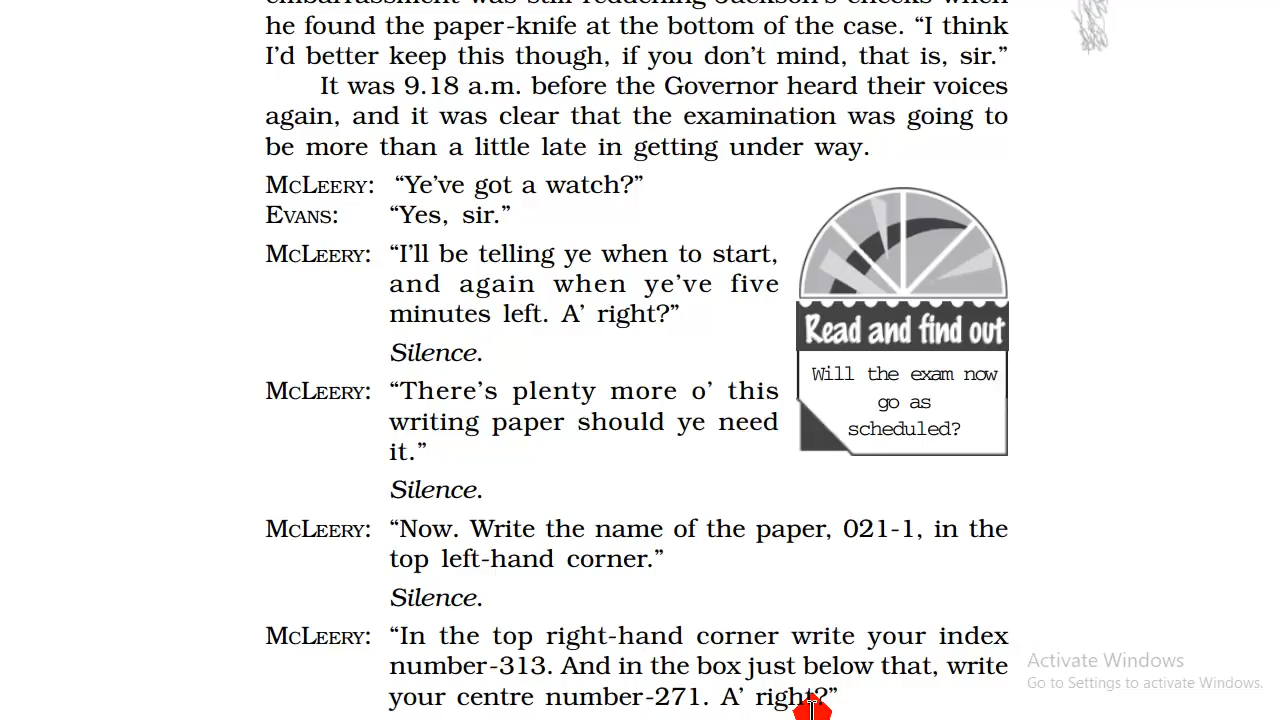 he found the paper-knife at the bottom of the case. “I think
I’d better keep this though, if you don’t mind, that is, sir.”
It was 9.18 a.m. before the Governor heard their voices
again, and it was clear that the examination was going to
be more than a little late in getting under way.
MCLEERY: “Ye’ve got a watch?”
EVANS: “Yes, sir.”
MCLEERY: “I’ll be telling ye when to start,
and again when ye’ve five
minutes left. A’ right?”
Silence.
MCLEERY: “There’s plenty more o’ this
writing paper should ye need
it.”
Silence.
Read and find out
Will the exam now
go as
scheduled?
MCLEERY: “Now. Write the name of the paper, 021-1, in the
top left-hand corner.”
Silence.
MCLEERY: “In the top right-hand corner write your index
number-313. And in the box just below that, write
your centre number-271. A’ right?”
Activate Windows
Go to Settings to activate Windows.